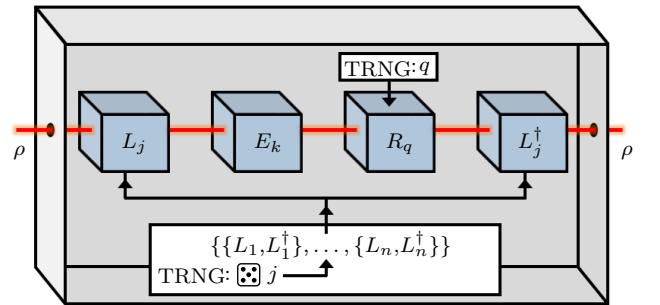 TRNG: q
L_j E_k R_q L_j^†
ρ ρ
{{L_1,L_1^†},...,{L_n,L_n^†}}
TRNG: j